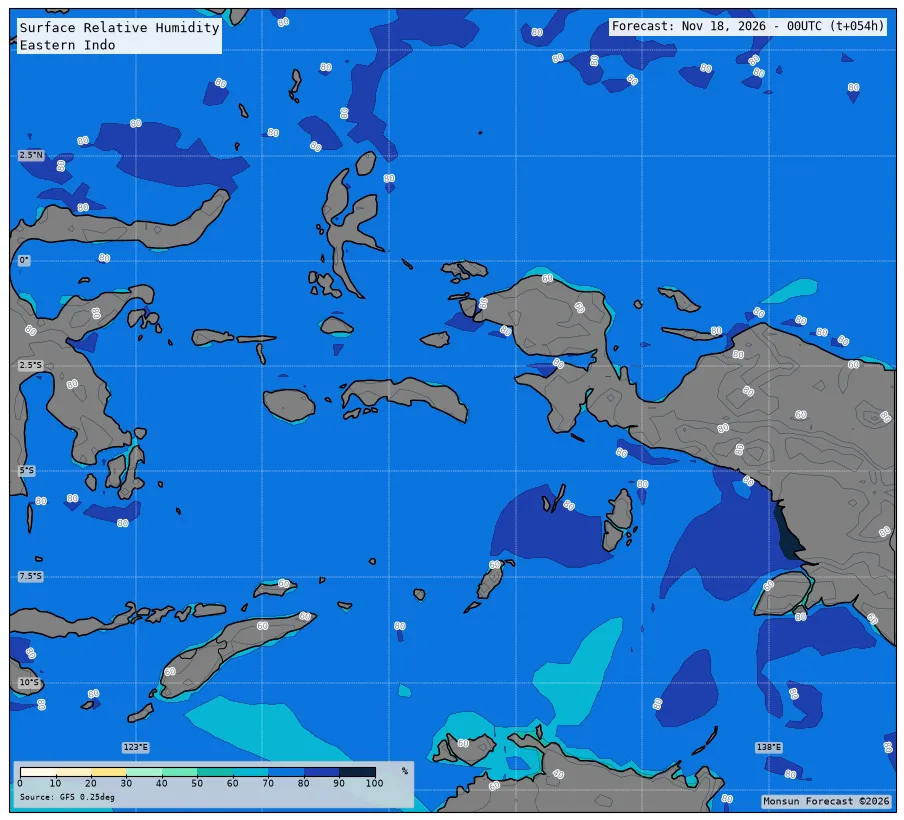 Surface Relative Humidity
Eastern Indo
Forecast: Nov 18, 2026 - 00UTC (t+054h)
2.5°N
0°
2.5°S
5°S
7.5°S
10°S
123°E
138°E
%
0 10 20 30 40 50 60 70 80 90 100
Source: GFS 0.25deg
Monsun Forecast ©2026